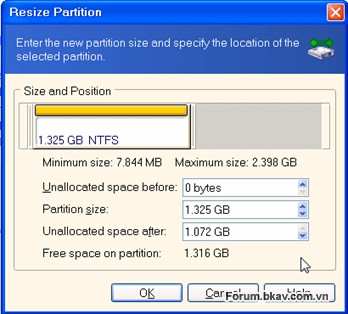 Resize Partition
Enter the new partition size and specify the location of the
selected partition.
Size and Position
1.325 GB NTFS
Minimum size: 7.844 MB Maximum size: 2.398 GB
Unallocated space before: 0 bytes
Partition size: 1.325 GB
Unallocated space after: 1.072 GB
Free space on partition: 1.316 GB
OK Cancel Help
Forum.bkav.com.vn